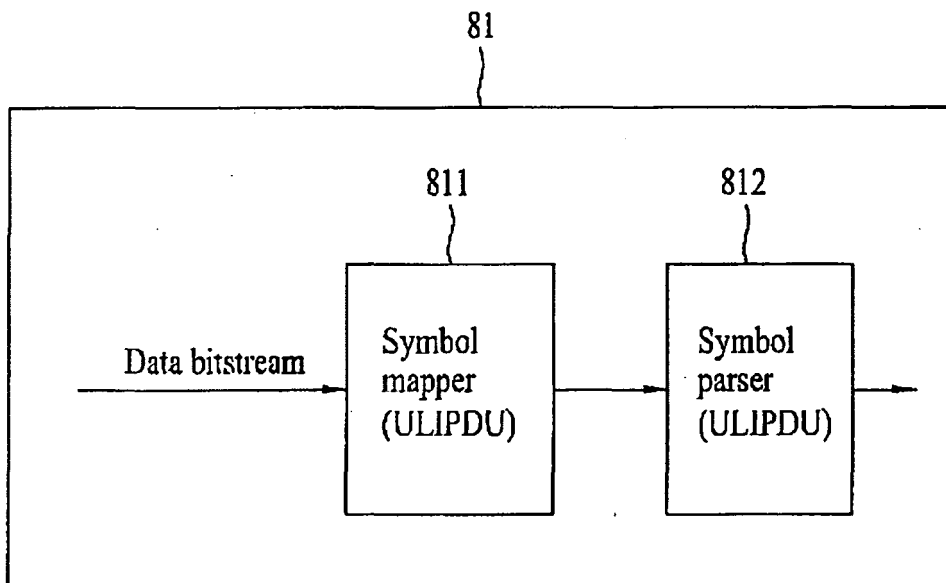 81
811
812
Data bitstream
Symbol
mapper
(ULIPDU)
Symbol
parser
(ULIPDU)